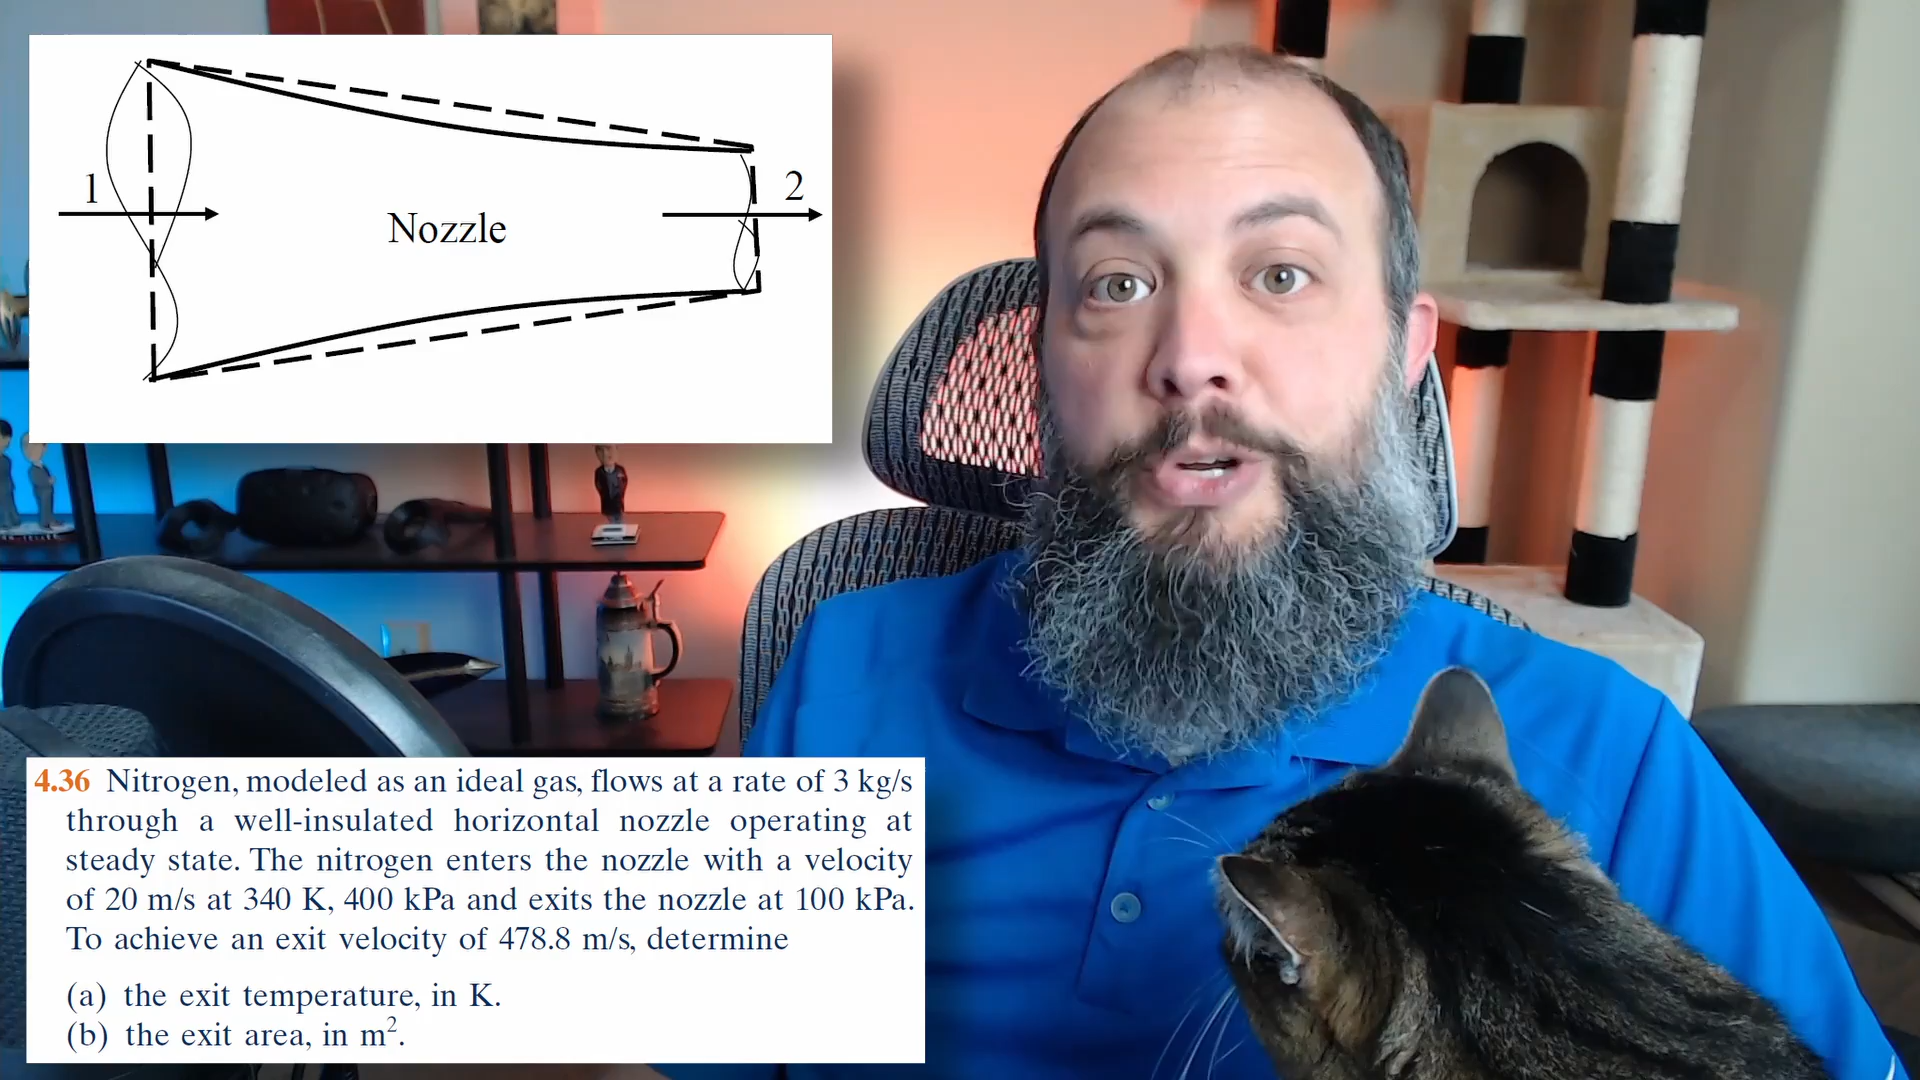 1
2
Nozzle
4.36 Nitrogen, modeled as an ideal gas, flows at a rate of 3 kg/s
through a well-insulated horizontal nozzle operating at
steady state. The nitrogen enters the nozzle with a velocity
of 20 m/s at 340 K, 400 kPa and exits the nozzle at 100 kPa.
To achieve an exit velocity of 478.8 m/s, determine
(a) the exit temperature, in K.
(b) the exit area, in m².